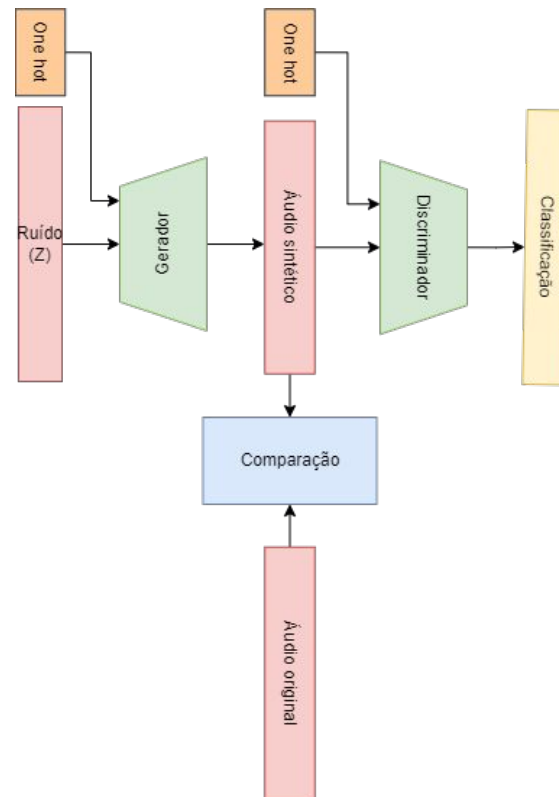 One hot
One hot
Ruído
(Z)
Gerador
Áudio sintético
Discriminador
Classificação
Comparação
Áudio original